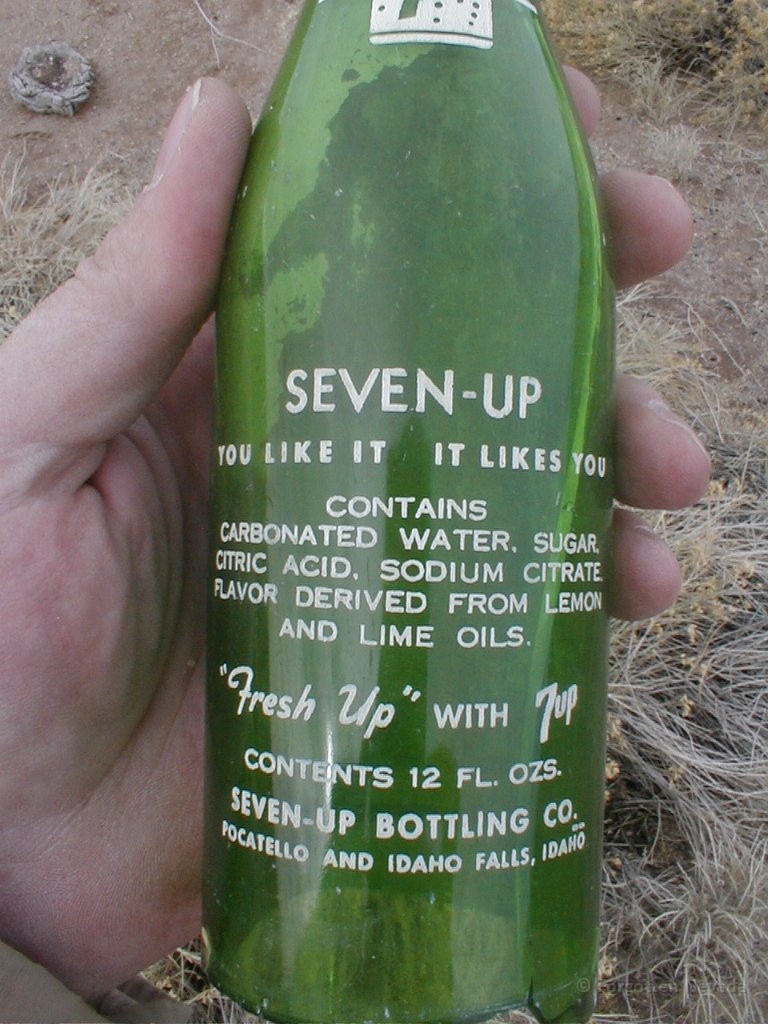 SEVEN-UP
YOU LIKE IT IT LIKES YOU
CONTAINS
CARBONATED WATER, SUGAR,
CITRIC ACID, SODIUM CITRATE
FLAVOR DERIVED FROM LEMON
AND LIME OILS.
"Fresh Up" WITH 7up
CONTENTS 12 FL. OZS.
SEVEN-UP BOTTLING CO.
POCATELLO AND IDAHO FALLS, IDAHO
© Forgotten Nevada